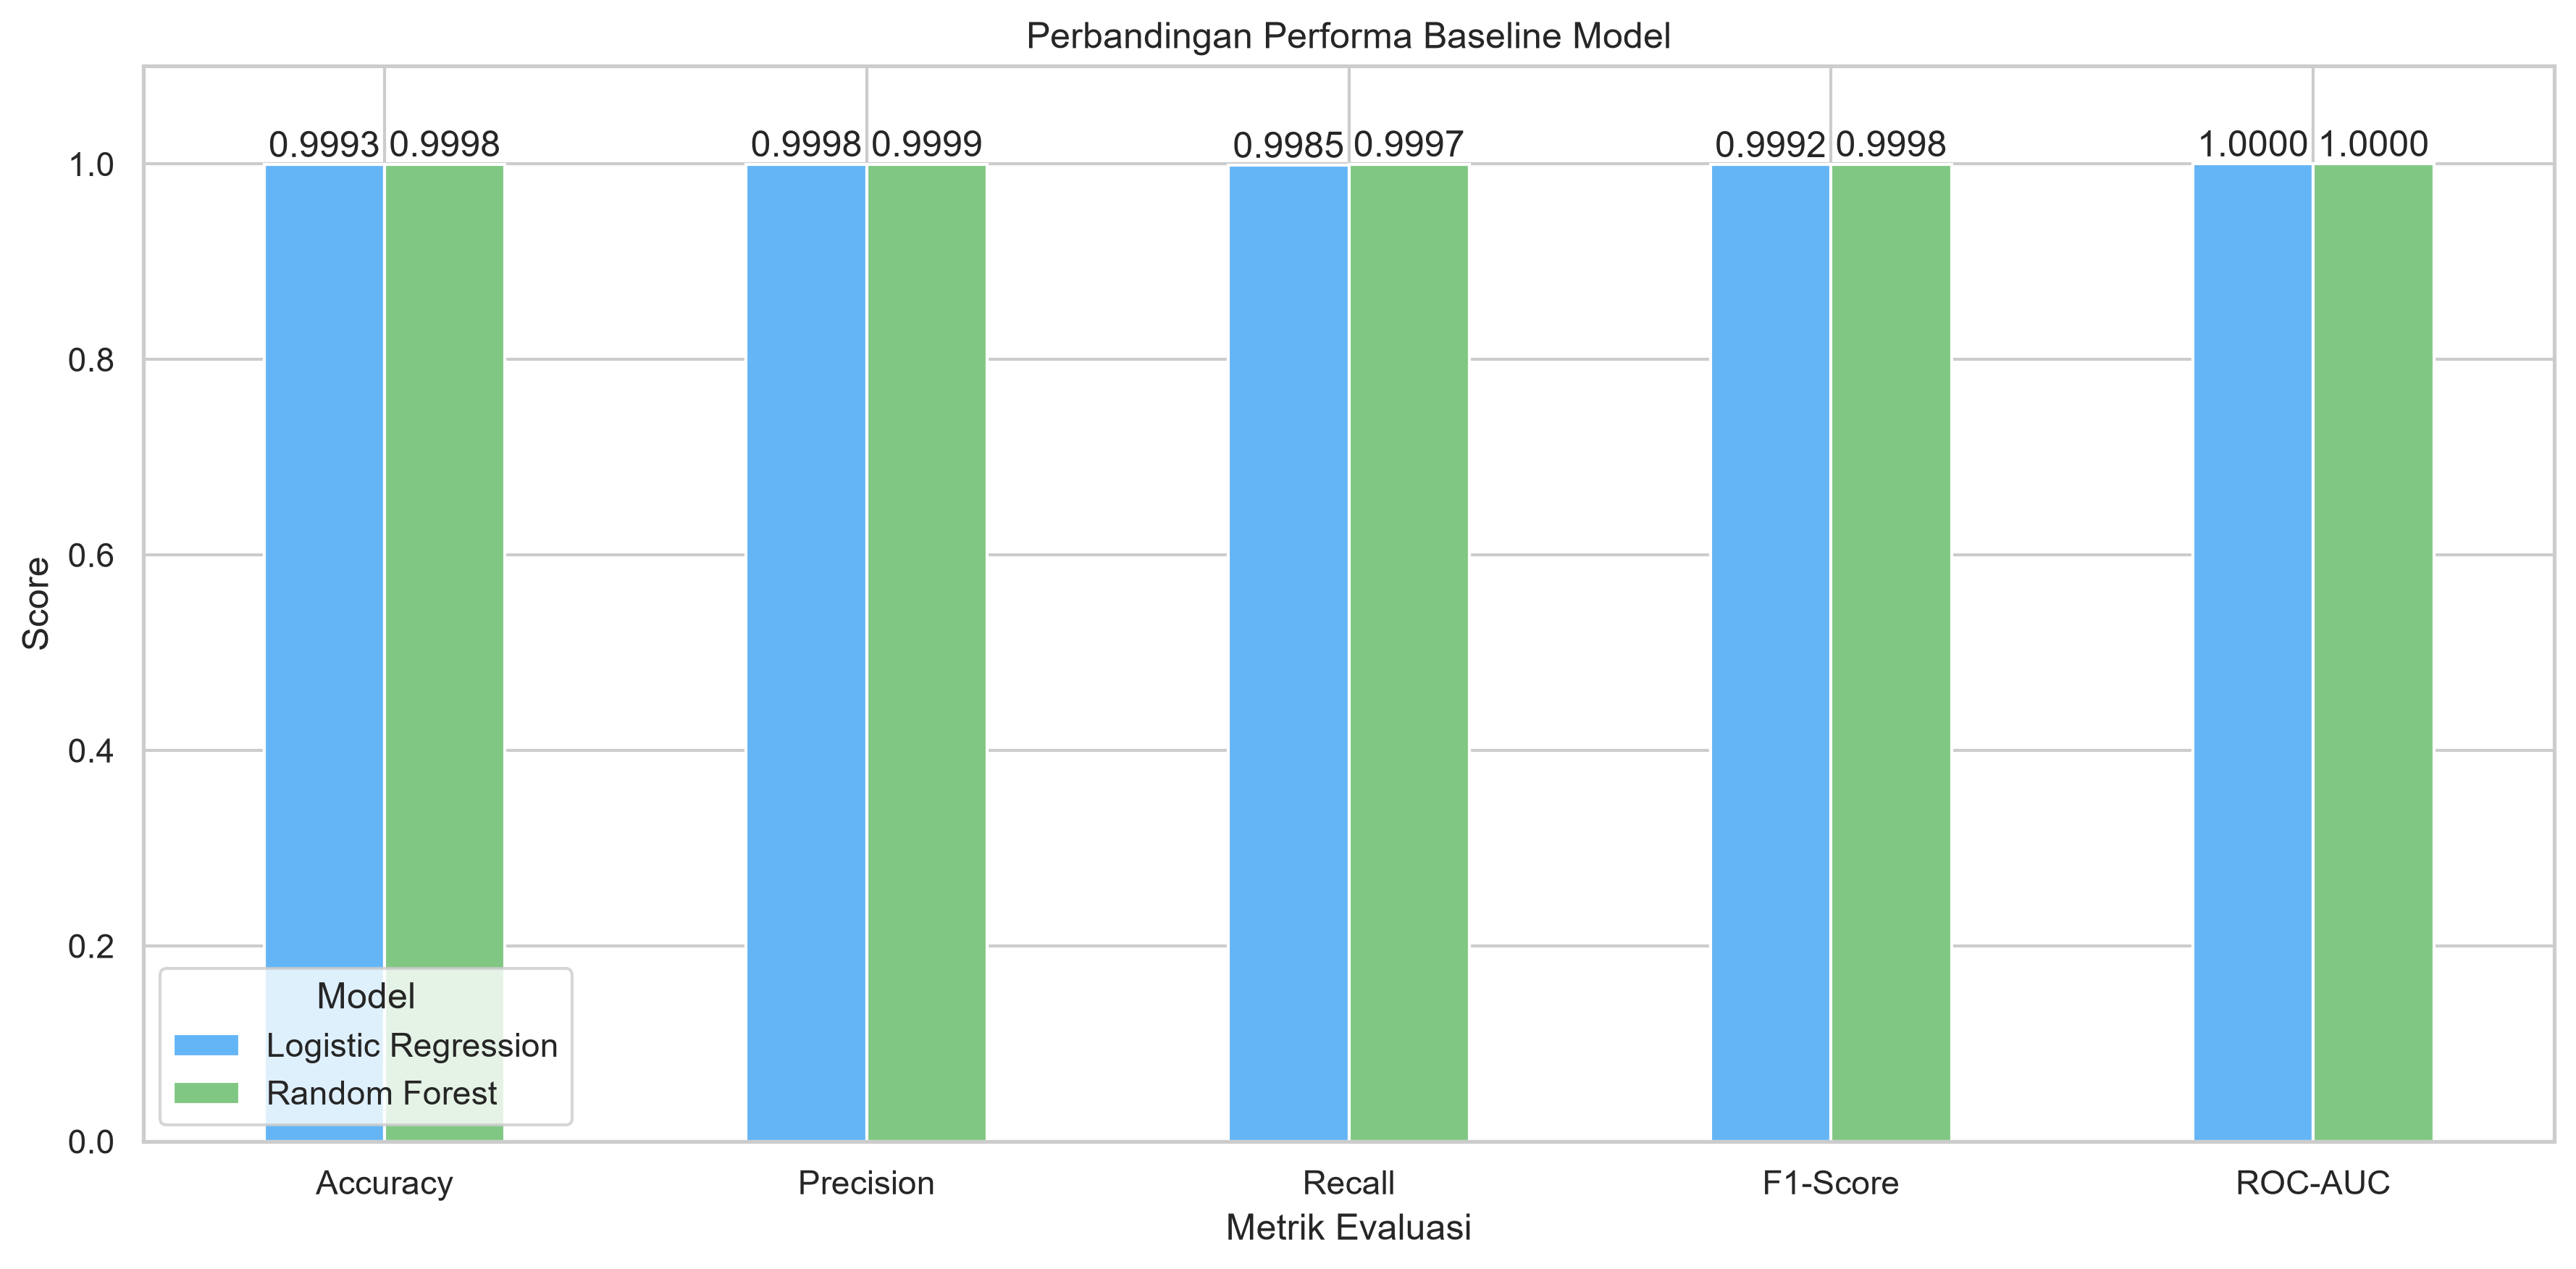 Perbandingan Performa Baseline Model
0.9993 0.9998 0.9998 0.9999 0.9985 0.9997 0.9992 0.9998 1.0000 1.0000
1.0
0.8
0.6
0.4
0.2
0.0
Score
Model
Logistic Regression
Random Forest
Accuracy Precision Recall F1-Score ROC-AUC
Metrik Evaluasi